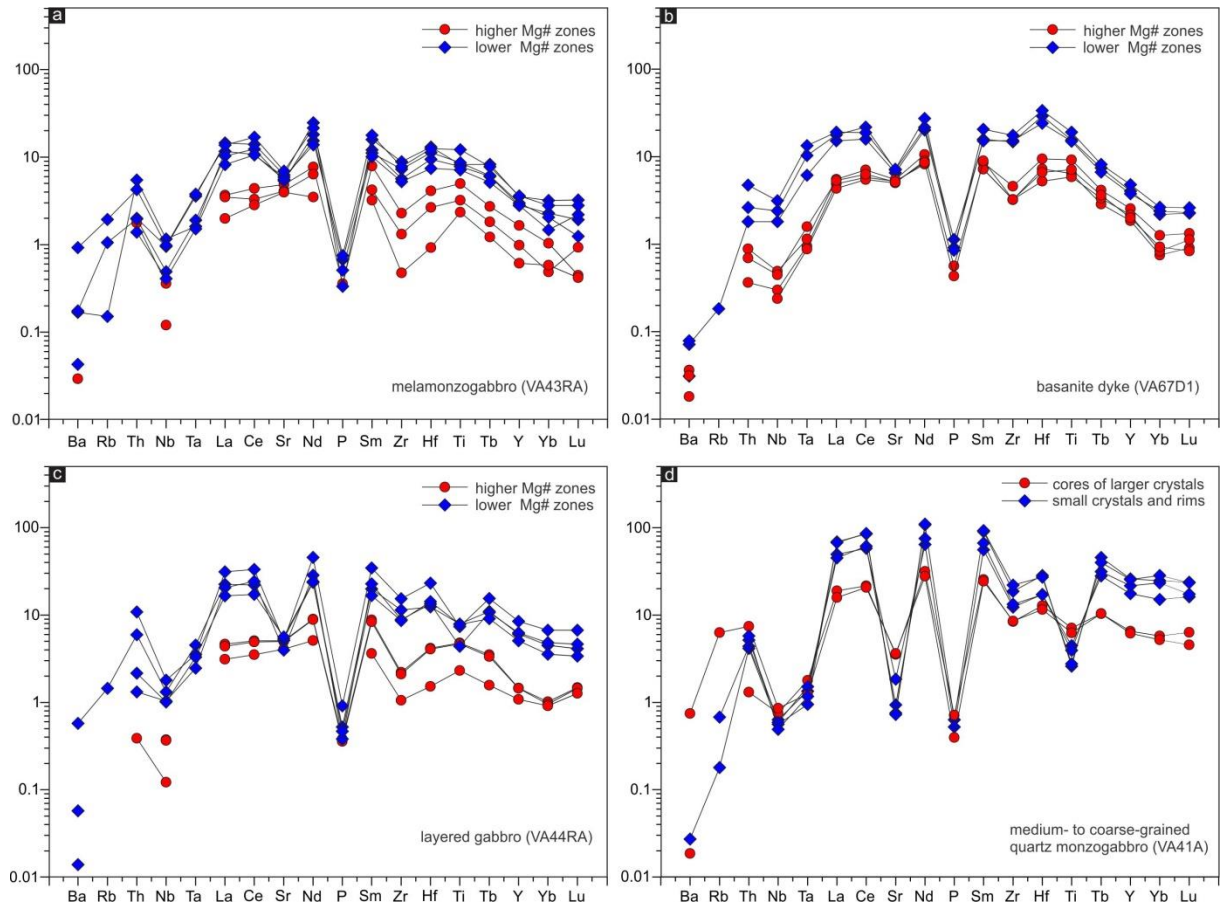 a
higher Mg# zones
lower Mg# zones
100
10
1
0.1
0.01
melamonzogabbro (VA43RA)
Ba Rb Th Nb Ta La Ce Sr Nd P Sm Zr Hf Ti Tb Y Yb Lu
b
higher Mg# zones
lower Mg# zones
100
10
1
0.1
0.01
basanite dyke (VA67D1)
Ba Rb Th Nb Ta La Ce Sr Nd P Sm Zr Hf Ti Tb Y Yb Lu
c
higher Mg# zones
lower Mg# zones
100
10
1
0.1
0.01
layered gabbro (VA44RA)
Ba Rb Th Nb Ta La Ce Sr Nd P Sm Zr Hf Ti Tb Y Yb Lu
d
cores of larger crystals
small crystals and rims
100
10
1
0.1
0.01
medium- to coarse-grained
quartz monzogabbro (VA41A)
Ba Rb Th Nb Ta La Ce Sr Nd P Sm Zr Hf Ti Tb Y Yb Lu